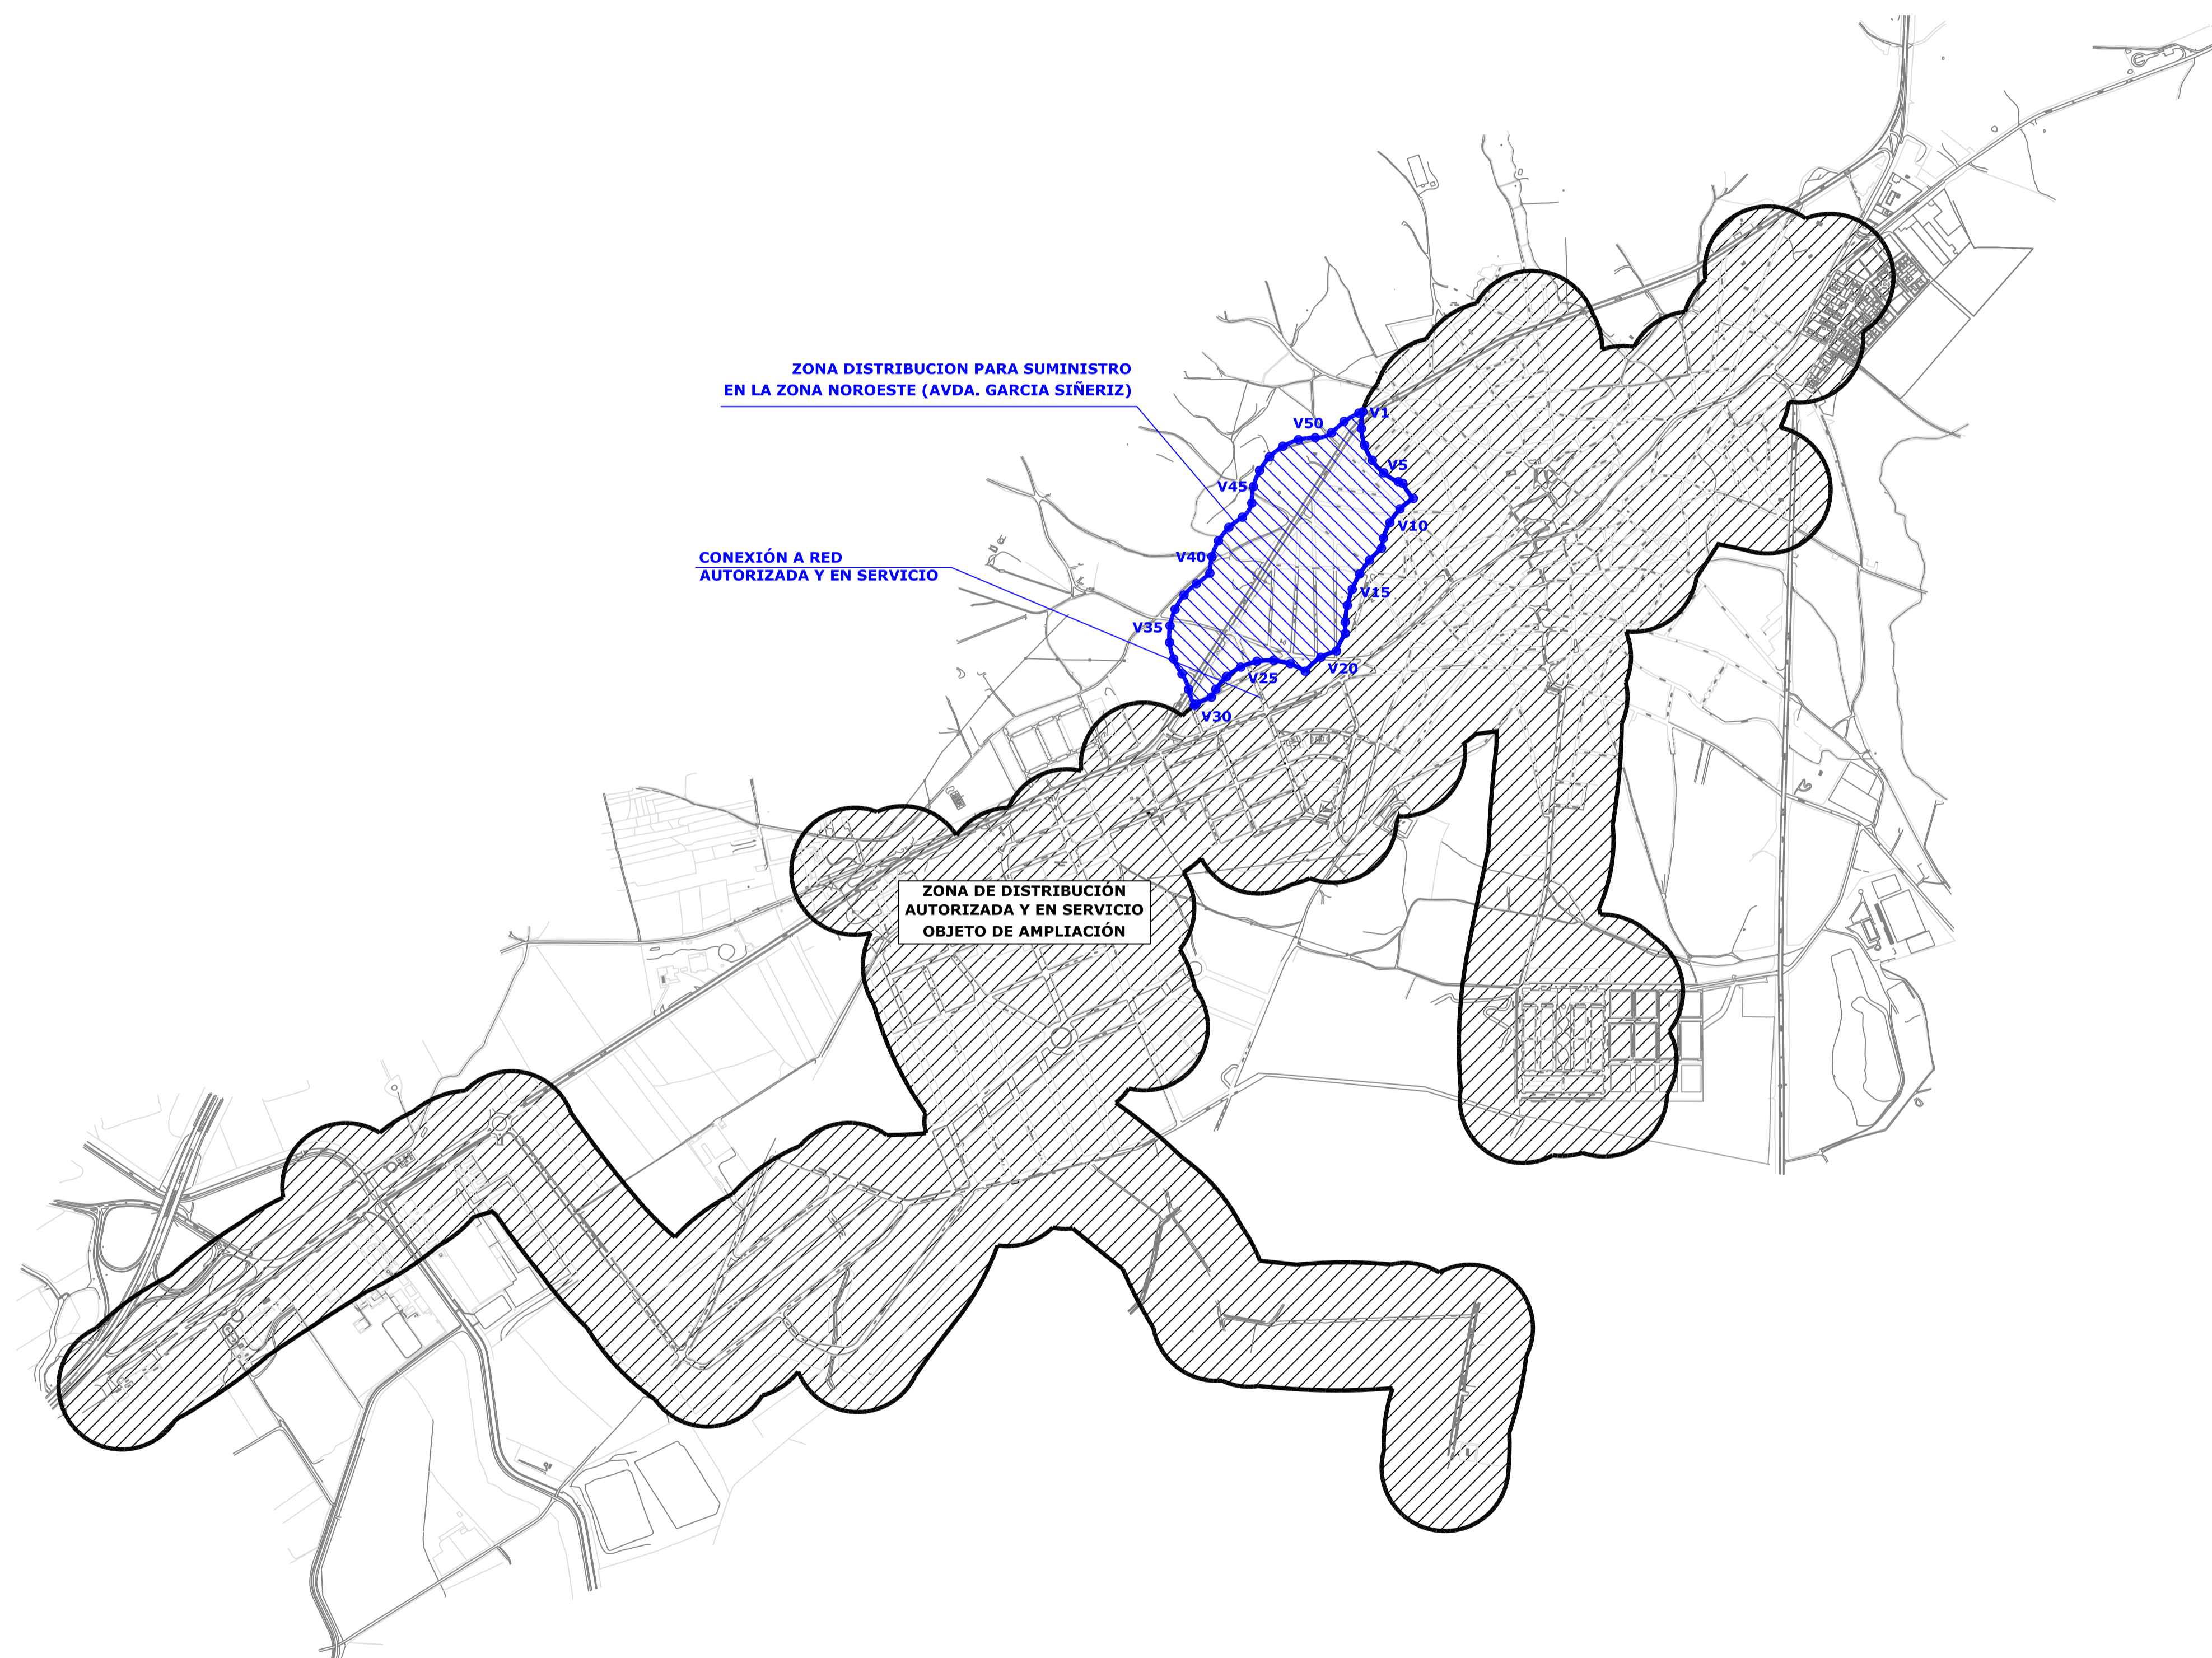 ZONA DISTRIBUCION PARA SUMINISTRO
EN LA ZONA NOROESTE (AVDA. GARCIA SIÑERIZ)
V1
V50
V5
V45
V10
CONEXIÓN A RED
AUTORIZADA Y EN SERVICIO
V40
V15
V35
V20
V25
V30
ZONA DE DISTRIBUCIÓN
AUTORIZADA Y EN SERVICIO
OBJETO DE AMPLIACIÓN